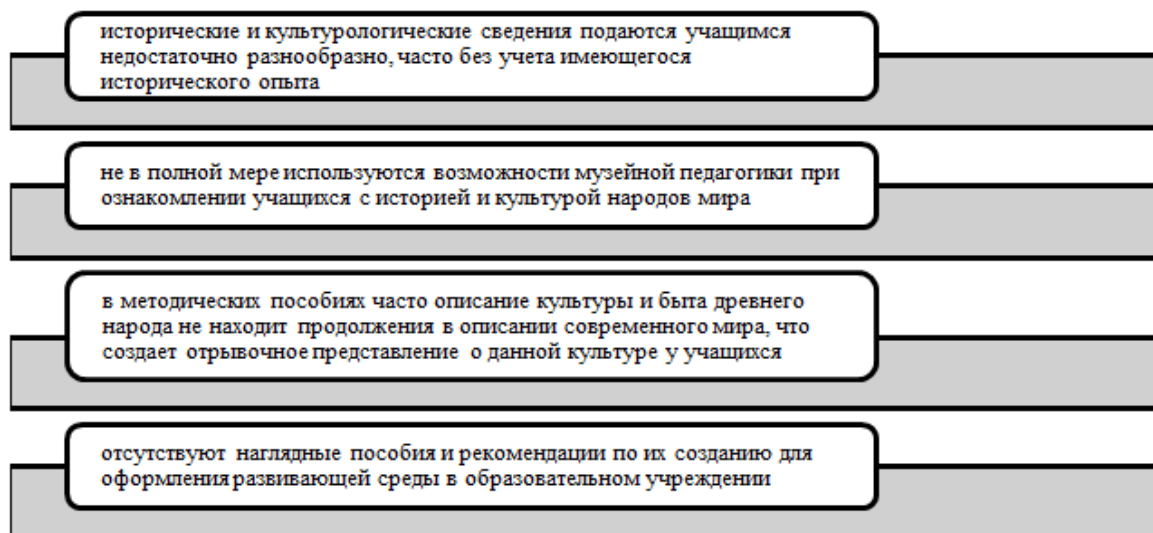 исторические и культурологические сведения подаются учащимся
недостаточно разнообразно, часто без учета имеющегося
исторического опыта
не в полной мере используются возможности музейной педагогики при
ознакомлении учащихся с историей и культурой народов мира
в методических пособиях часто описание культуры и быта древнего
народа не находит продолжения в описании современного мира, что
создает отрывочное представление о данной культуре у учащихся
отсутствуют наглядные пособия и рекомендации по их созданию для
оформления развивающей среды в образовательном учреждении